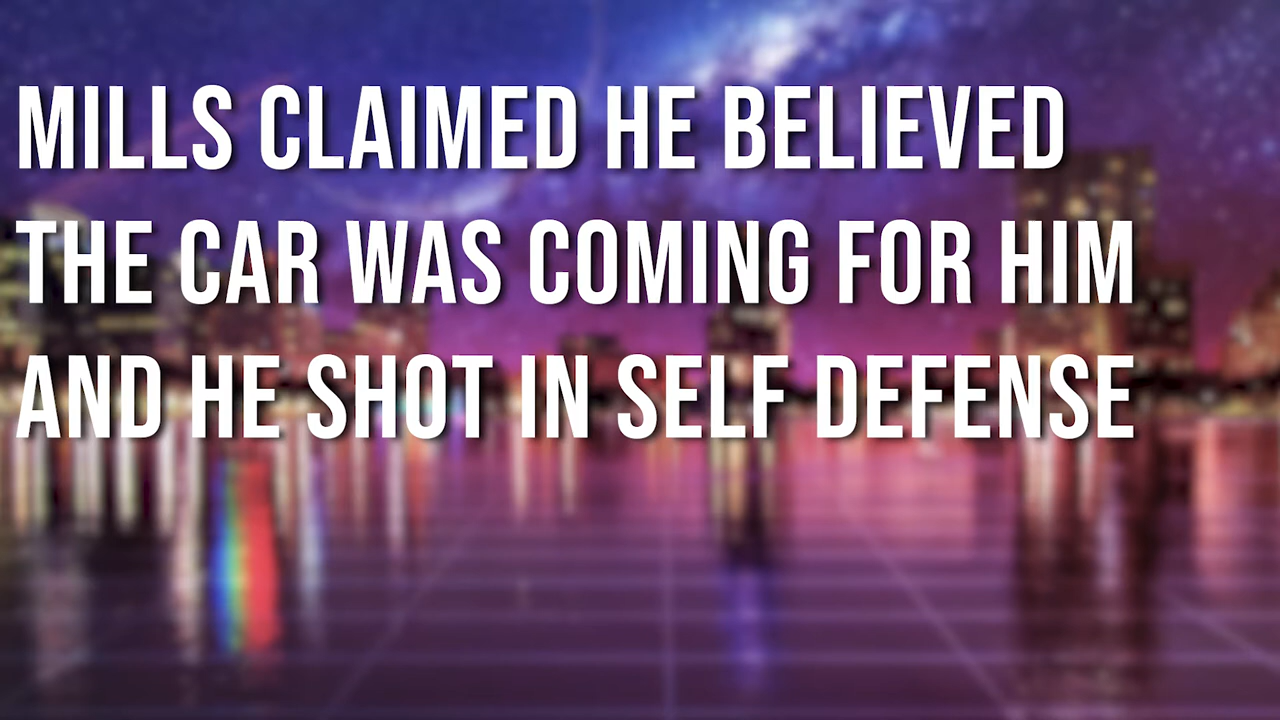 MILLS CLAIMED HE BELIEVED
THE CAR WAS COMING FOR HIM
AND HE SHOT IN SELF DEFENSE